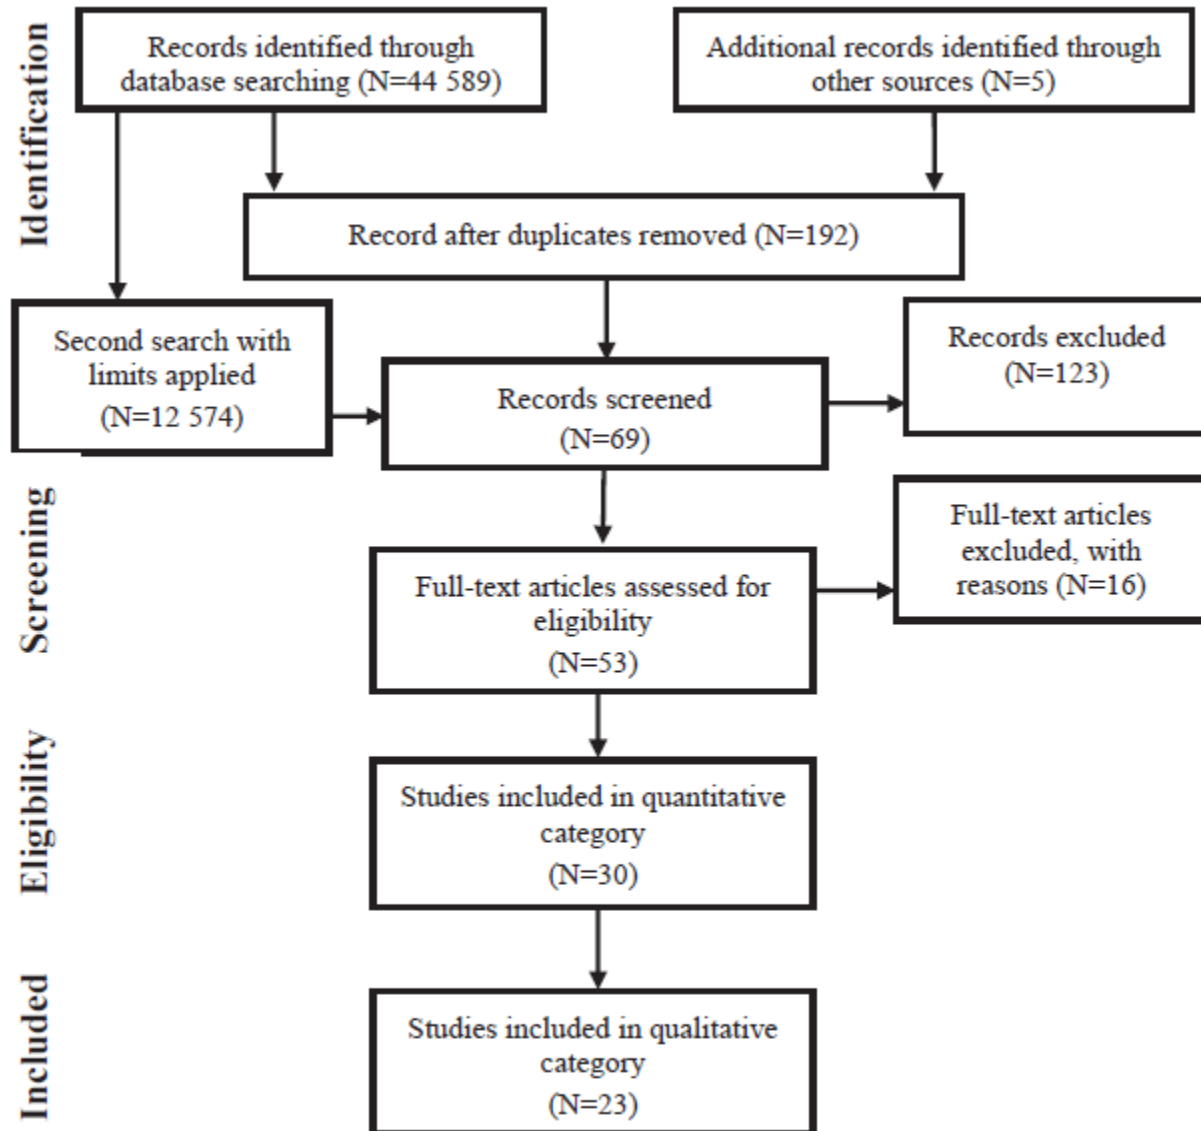 Identification
Records identified through
database searching (N=44 589)
Additional records identified through
other sources (N=5)
Record after duplicates removed (N=192)
Second search with
limits applied
(N=12 574)
Records screened
(N=69)
Records excluded
(N=123)
Screening
Full-text articles assessed for
eligibility
(N=53)
Full-text articles
excluded, with
reasons (N=16)
Eligibility
Studies included in quantitative
category
(N=30)
Included
Studies included in qualitative
category
(N=23)